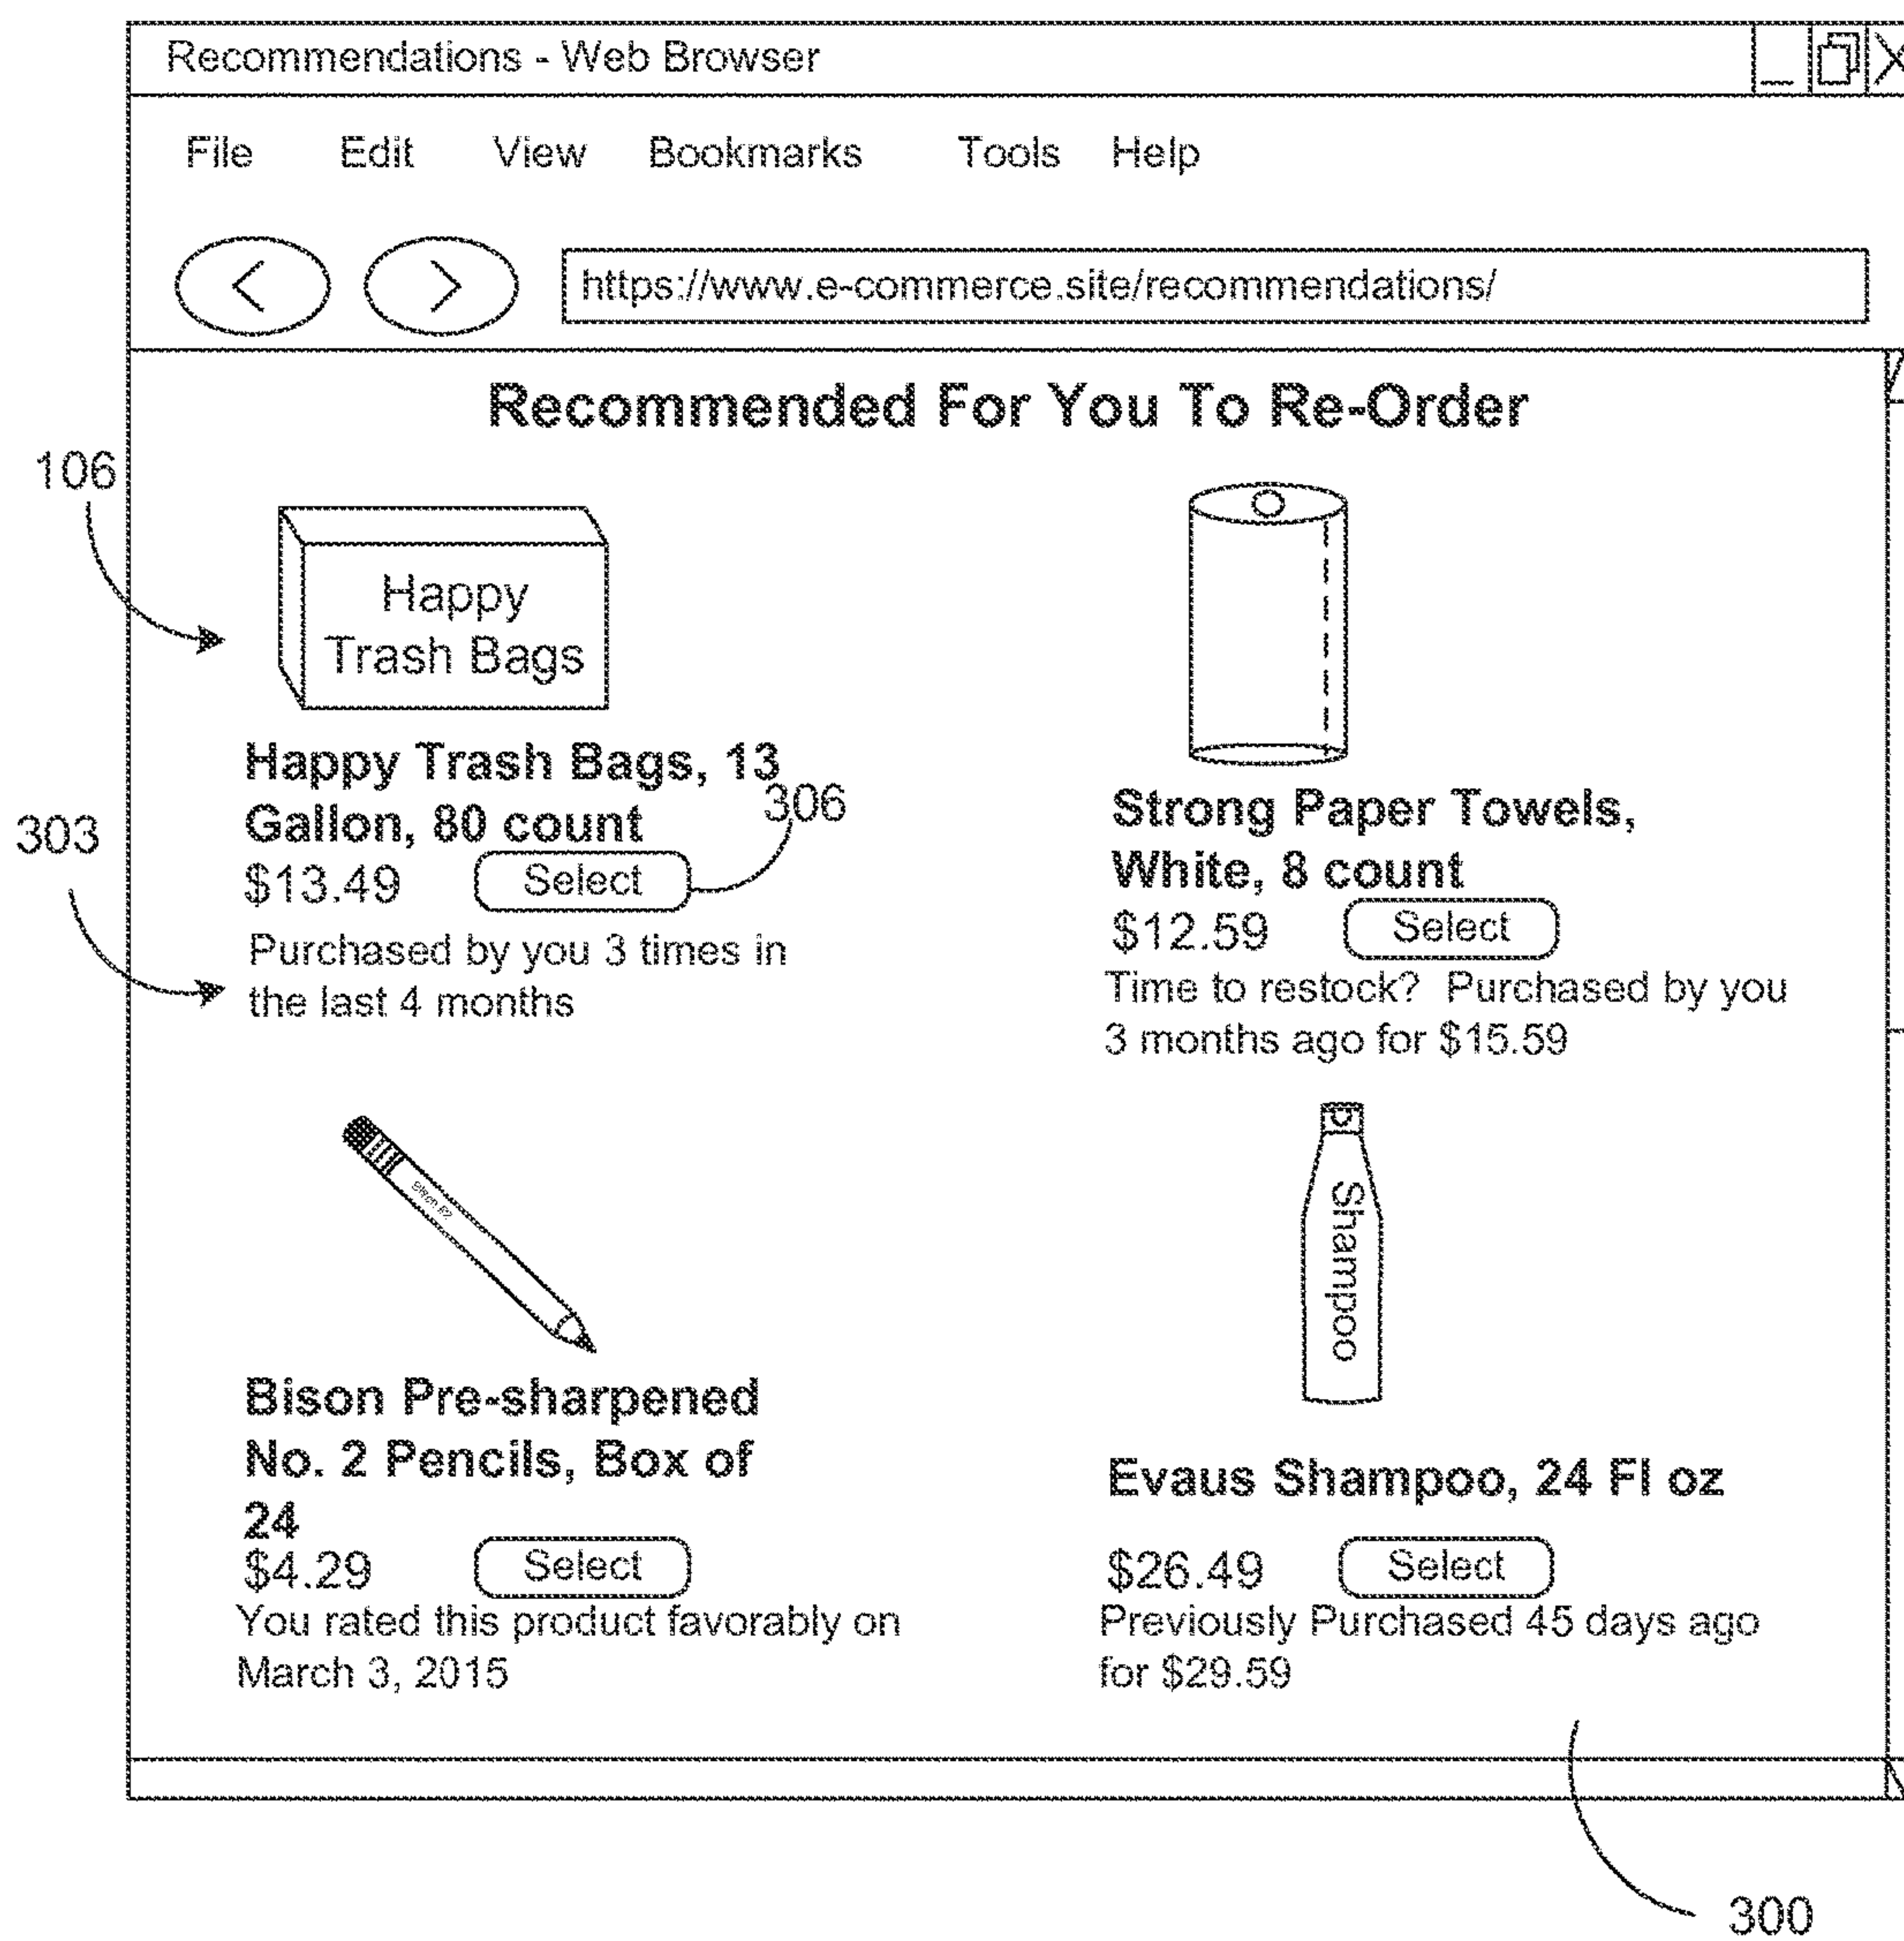 Recommendations - Web Browser
File Edit View Bookmarks Tools Help
https://www.e-commerce.site/recommendations/
Recommended For You To Re-Order
106
Happy
Trash Bags
Happy Trash Bags, 13
Gallon, 80 count
306
303
$13.49 Select
Purchased by you 3 times in
the last 4 months
Strong Paper Towels,
White, 8 count
$12.59 Select
Time to restock? Purchased by you
3 months ago for $15.59
Bison Pre-sharpened
No. 2 Pencils, Box of
24
$4.29 Select
You rated this product favorably on
March 3, 2015
Shampoo
Evaus Shampoo, 24 Fl oz
$26.49 Select
Previously Purchased 45 days ago
for $29.59
300